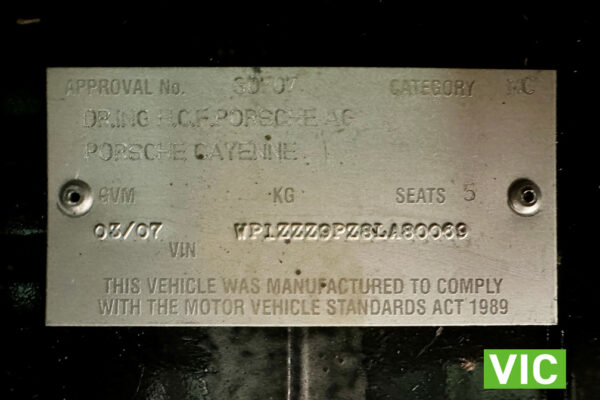 APPROVAL No. CATEGORY
DR.ING H.C.F.PORSCHE AG
PORSCHE CAYENNE
GVM KG SEATS 5
03/07 WP1ZZZ9PZ8LA80069
VIN
THIS VEHICLE WAS MANUFACTURED TO COMPLY
WITH THE MOTOR VEHICLE STANDARDS ACT 1989
VIC